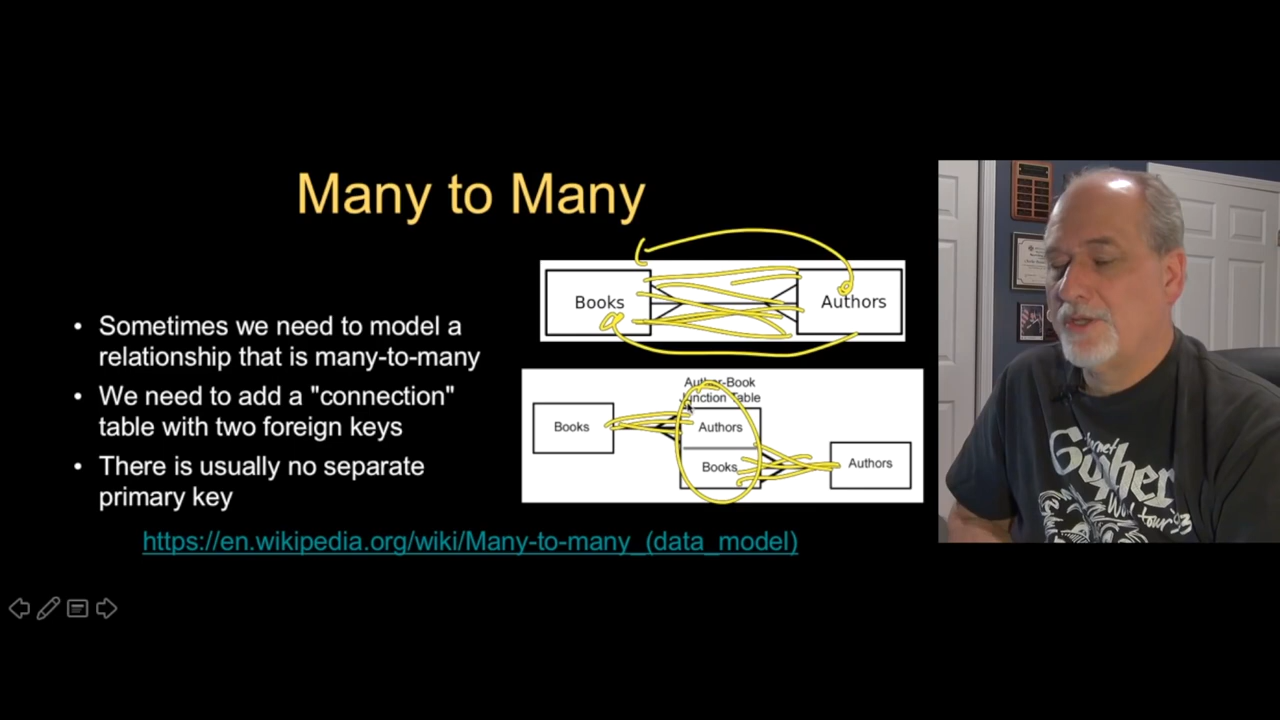 Many to Many
• Sometimes we need to model a
relationship that is many-to-many
• We need to add a "connection"
table with two foreign keys
• There is usually no separate
primary key
Books
Authors
Author-Book
Junction Table
Books
Authors
Books
Authors
https://en.wikipedia.org/wiki/Many-to-many_(data_model)
Gopher
tour